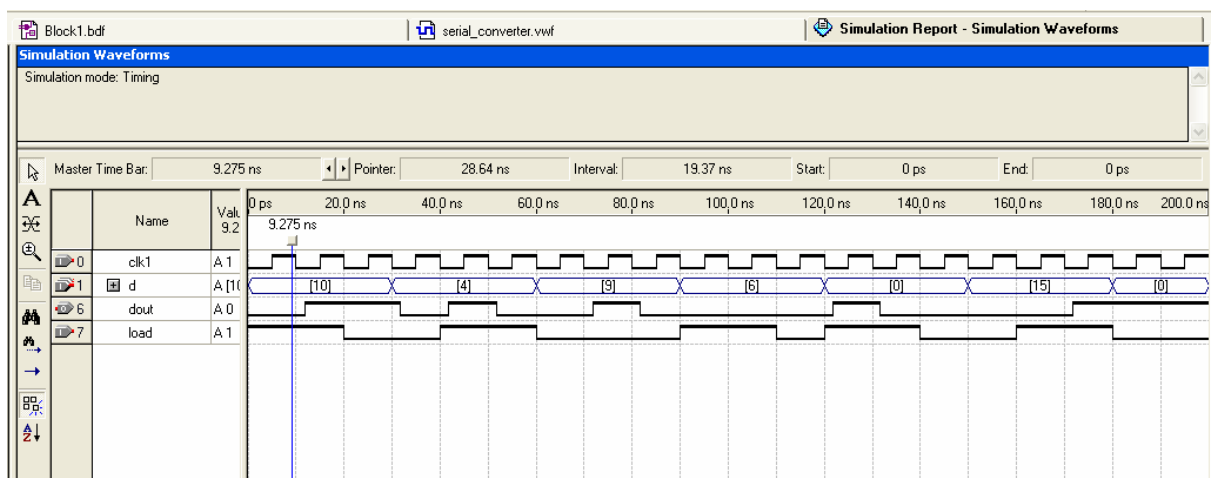 Block1.bdf serial_converter.vwf Simulation Report - Simulation Waveforms
Simulation Waveforms
Simulation mode: Timing
Master Time Bar: 9.275 ns Pointer: 28.64 ns Interval: 19.37 ns Start: 0 ps End: 0 ps
Name Valu 9.2 0 ps 20.0 ns 40.0 ns 60.0 ns 80.0 ns 100.0 ns 120.0 ns 140.0 ns 160.0 ns 180.0 ns 200.0 ns
9.275 ns
0 clk1 A 1
1 d A [10 [10] [4] [9] [6] [0] [15] [0]
6 dout A 0
7 load A 1